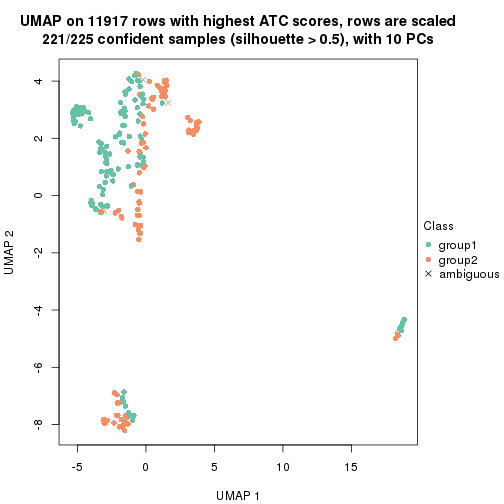 UMAP on 11917 rows with highest ATC scores, rows are scaled
221/225 confident samples (silhouette > 0.5), with 10 PCs
4
2
0
-2
-4
-6
-8
UMAP 2
-5
0
5
10
15
UMAP 1
Class
group1
group2
ambiguous